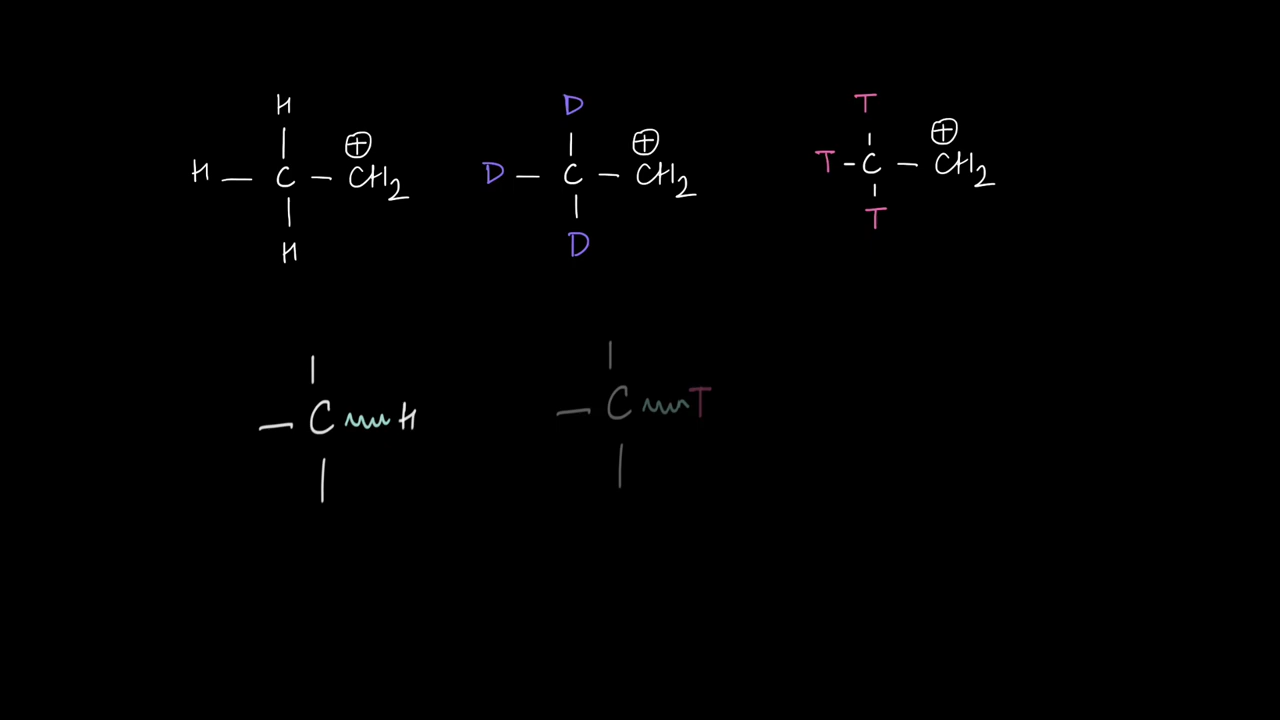 H D T
H — C — CH2 ⊕ D — C — CH2 ⊕ T - C — CH2 ⊕
H D T
C H C T